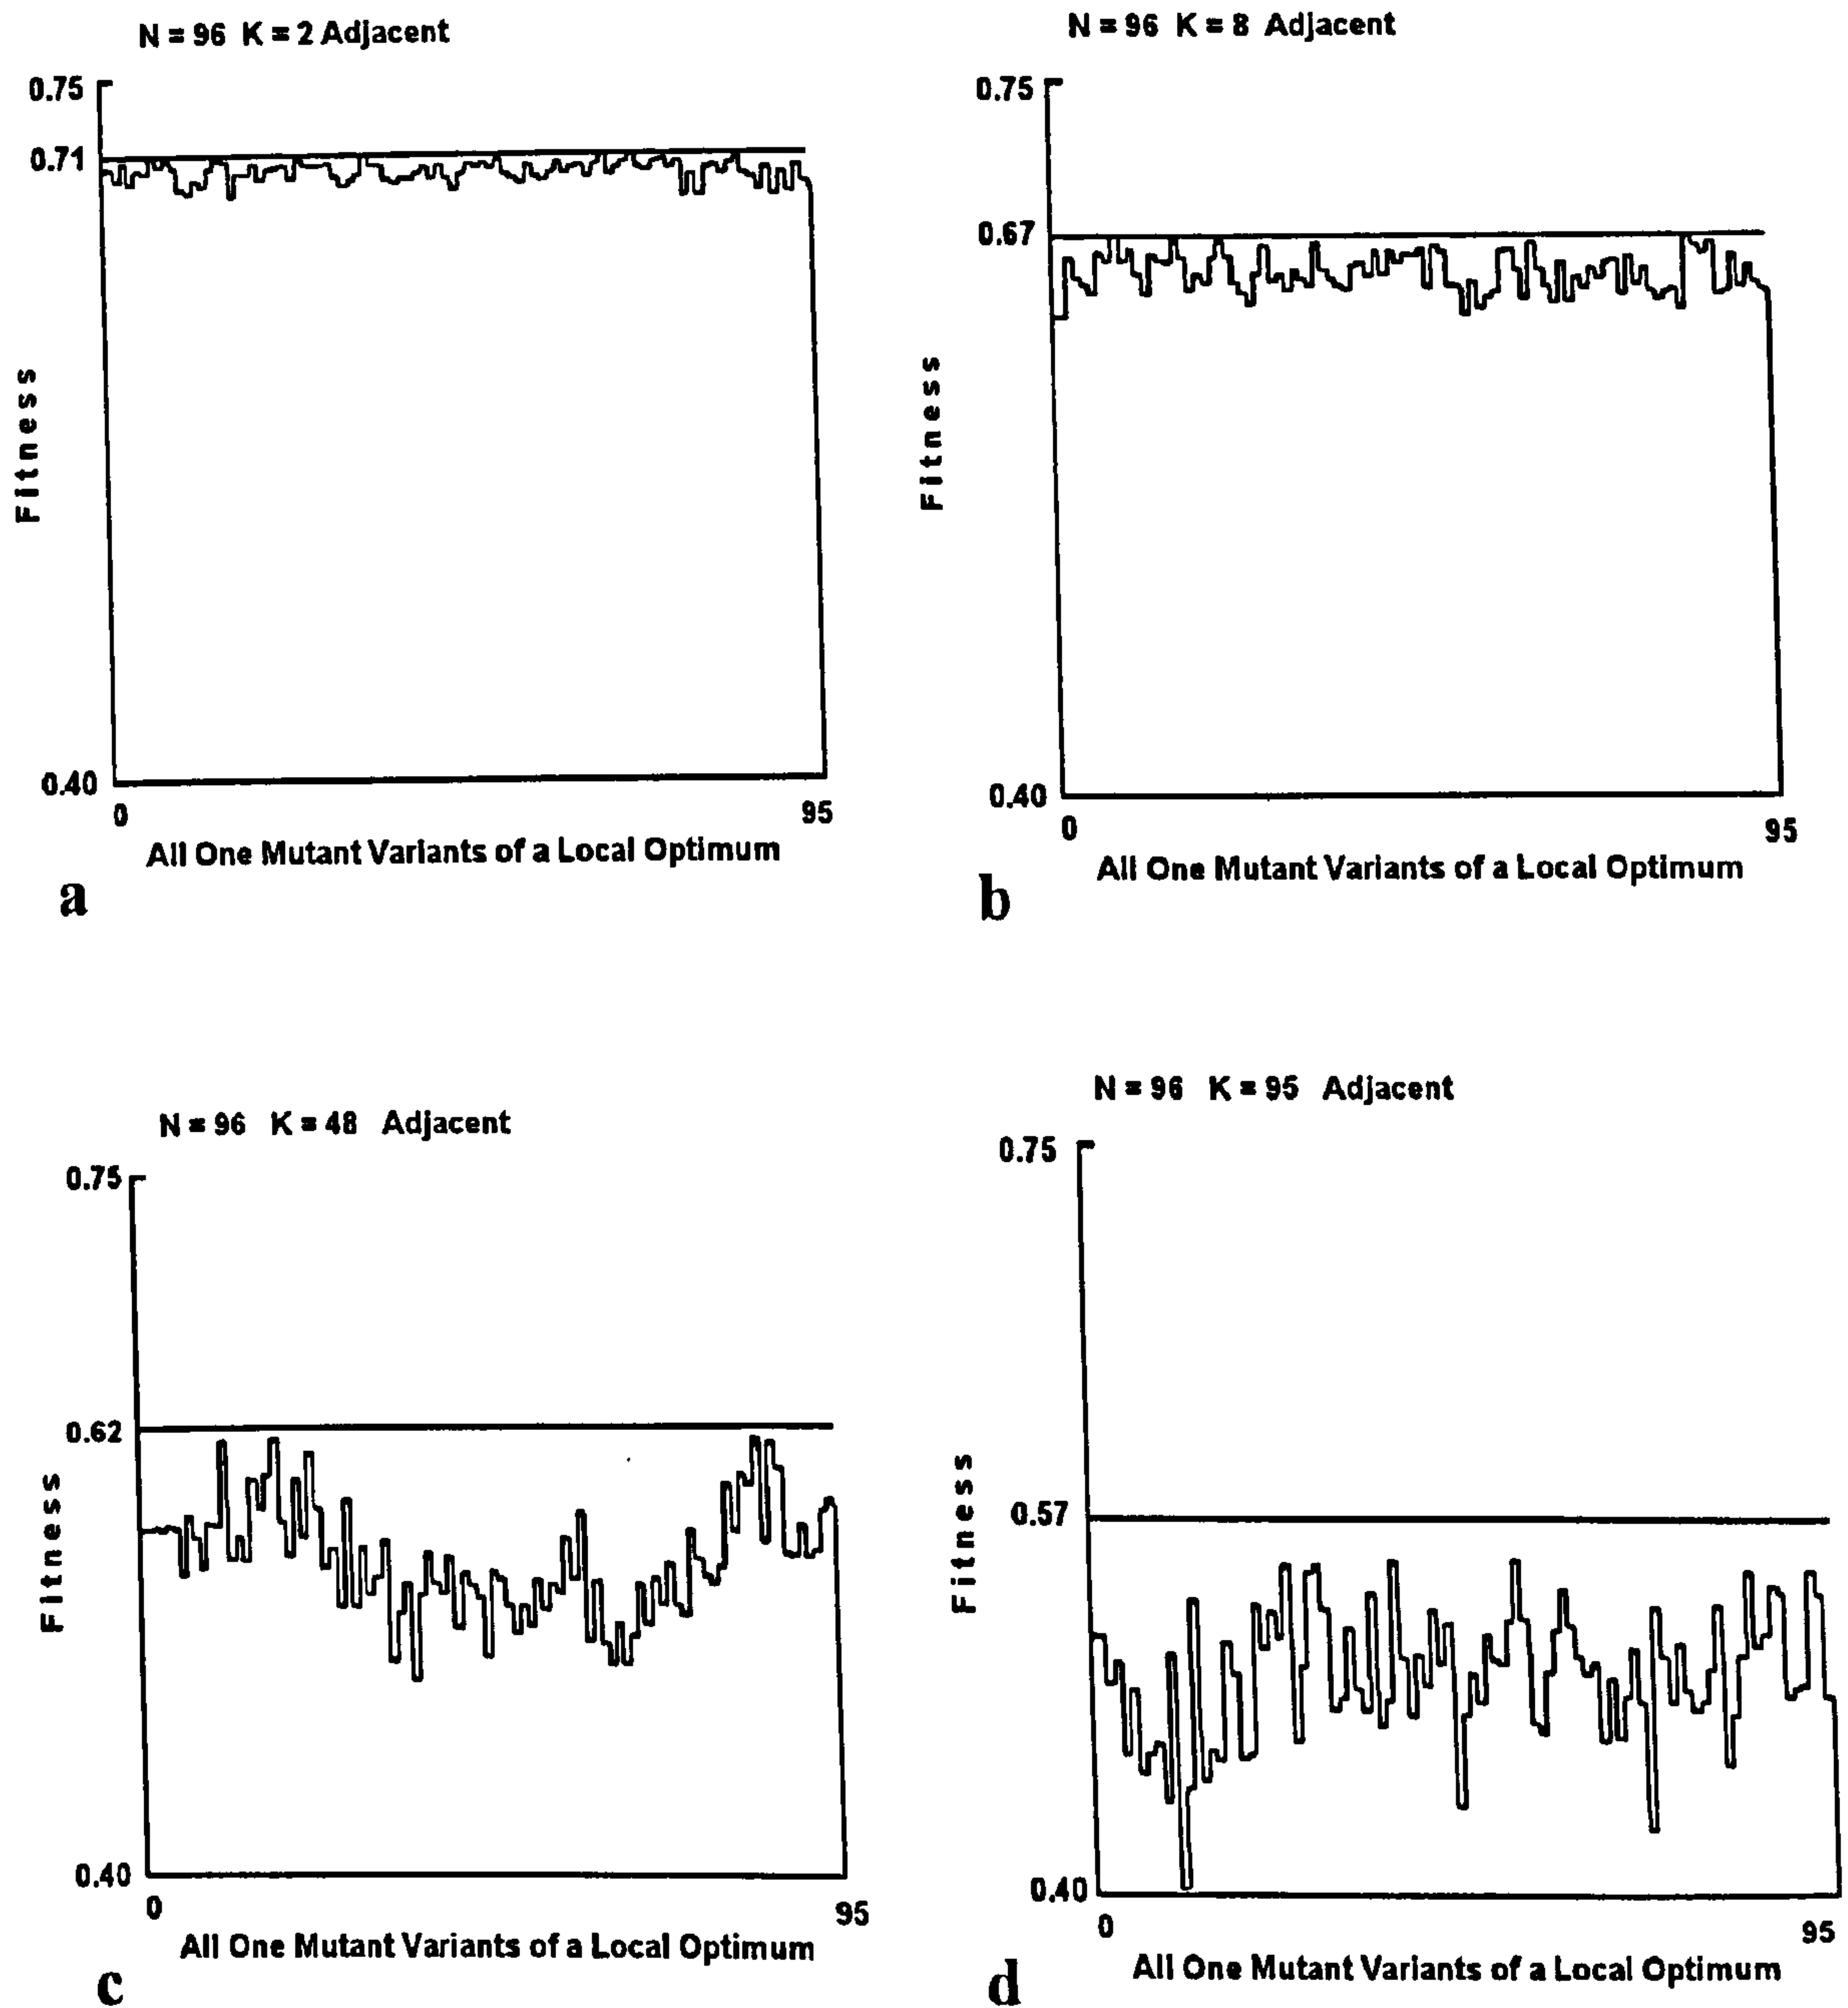 N = 96 K = 2 Adjacent
0.75
0.71
Fitness
0.40
0
95
All One Mutant Variants of a Local Optimum
a
N = 96 K = 8 Adjacent
0.75
0.67
Fitness
0.40
0
95
All One Mutant Variants of a Local Optimum
b
N = 96 K = 48 Adjacent
0.75
0.62
Fitness
0.40
0
95
All One Mutant Variants of a Local Optimum
c
N = 96 K = 95 Adjacent
0.75
0.57
Fitness
0.40
0
95
All One Mutant Variants of a Local Optimum
d